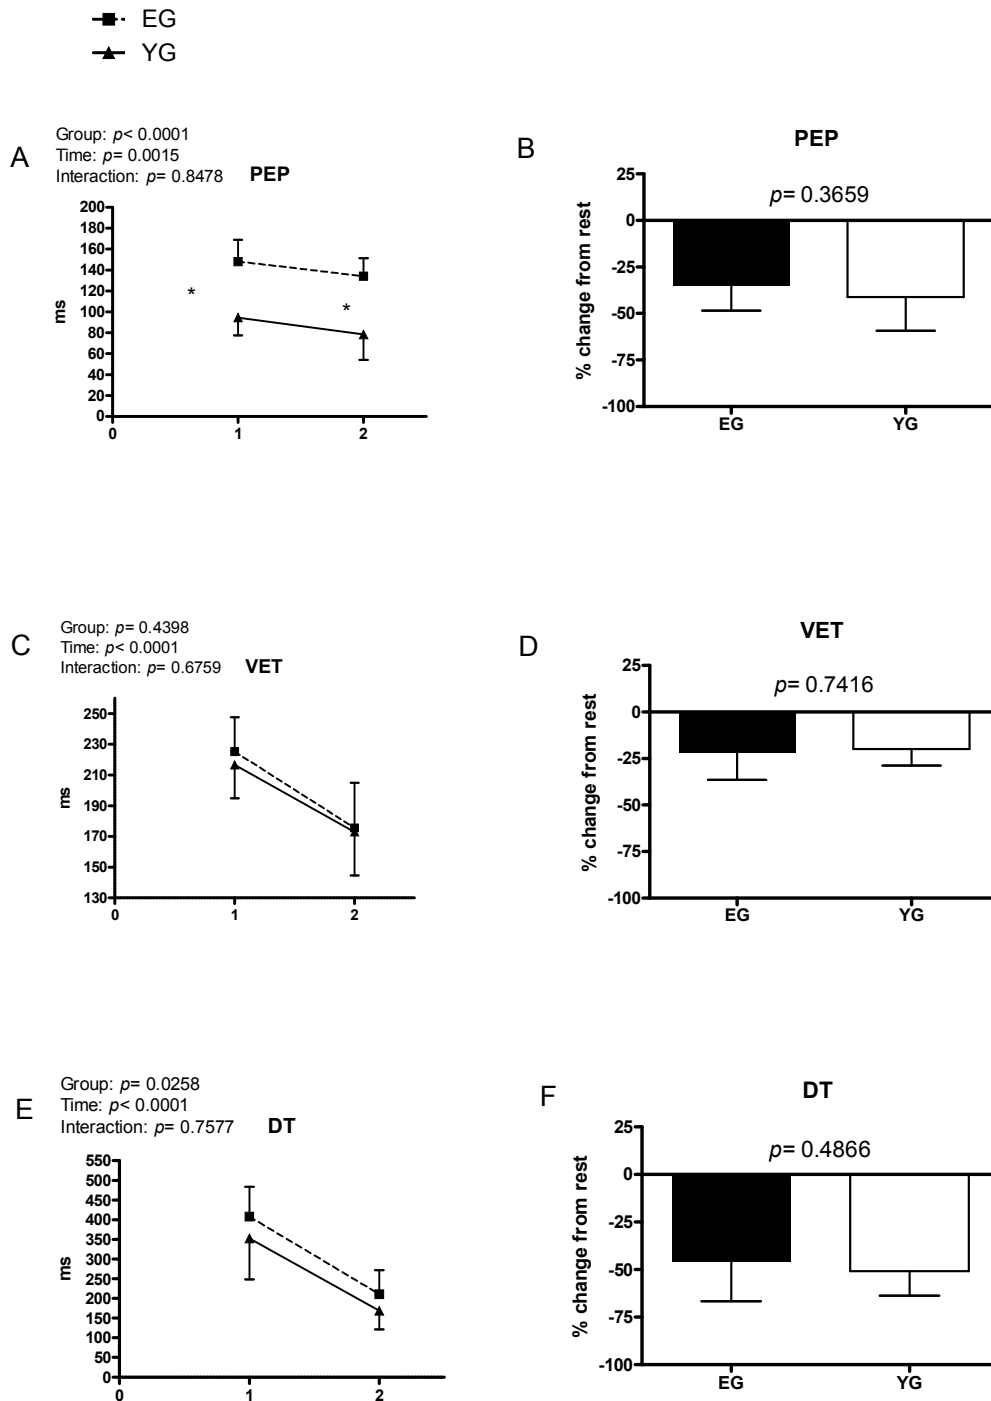 EG
YG
A
Group: p< 0.0001
Time: p= 0.0015
Interaction: p= 0.8478
PEP
200
180
160
140
120
100
80
60
40
20
0
ms
*
*
0 1 2
B
PEP
p= 0.3659
25
0
-25
-50
-75
-100
% change from rest
EG YG
C
Group: p= 0.4398
Time: p< 0.0001
Interaction: p= 0.6759
VET
250
230
210
190
170
150
130
ms
0 1 2
D
VET
p= 0.7416
25
0
-25
-50
-75
-100
% change from rest
EG YG
E
Group: p= 0.0258
Time: p< 0.0001
Interaction: p= 0.7577
DT
550
500
450
400
350
300
250
200
150
100
50
0
ms
0 1 2
F
DT
p= 0.4866
25
0
-25
-50
-75
-100
% change from rest
EG YG